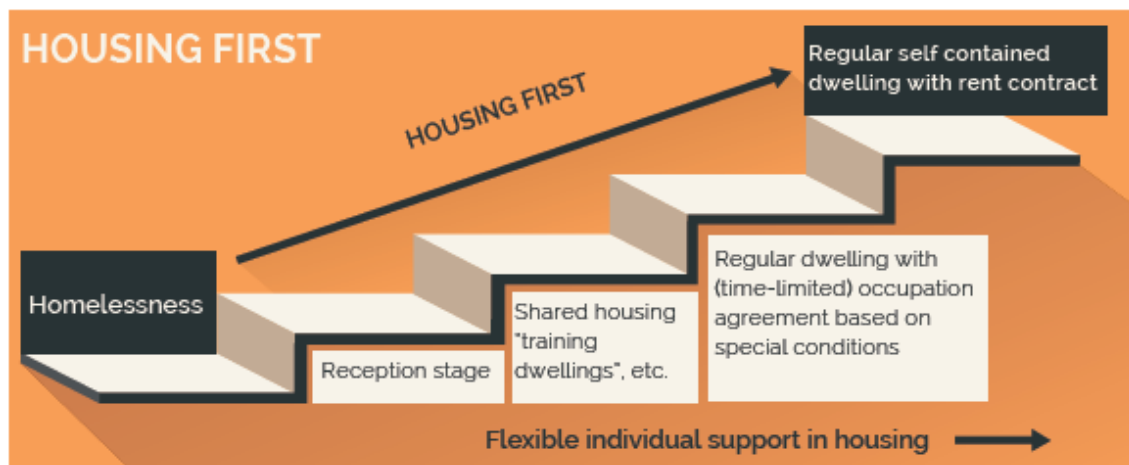 HOUSING FIRST
Regular self contained
dwelling with rent contract
HOUSING FIRST
Homelessness
Reception stage
Shared housing
"training
dwellings", etc.
Regular dwelling with
(time-limited) occupation
agreement based on
special conditions
Flexible individual support in housing